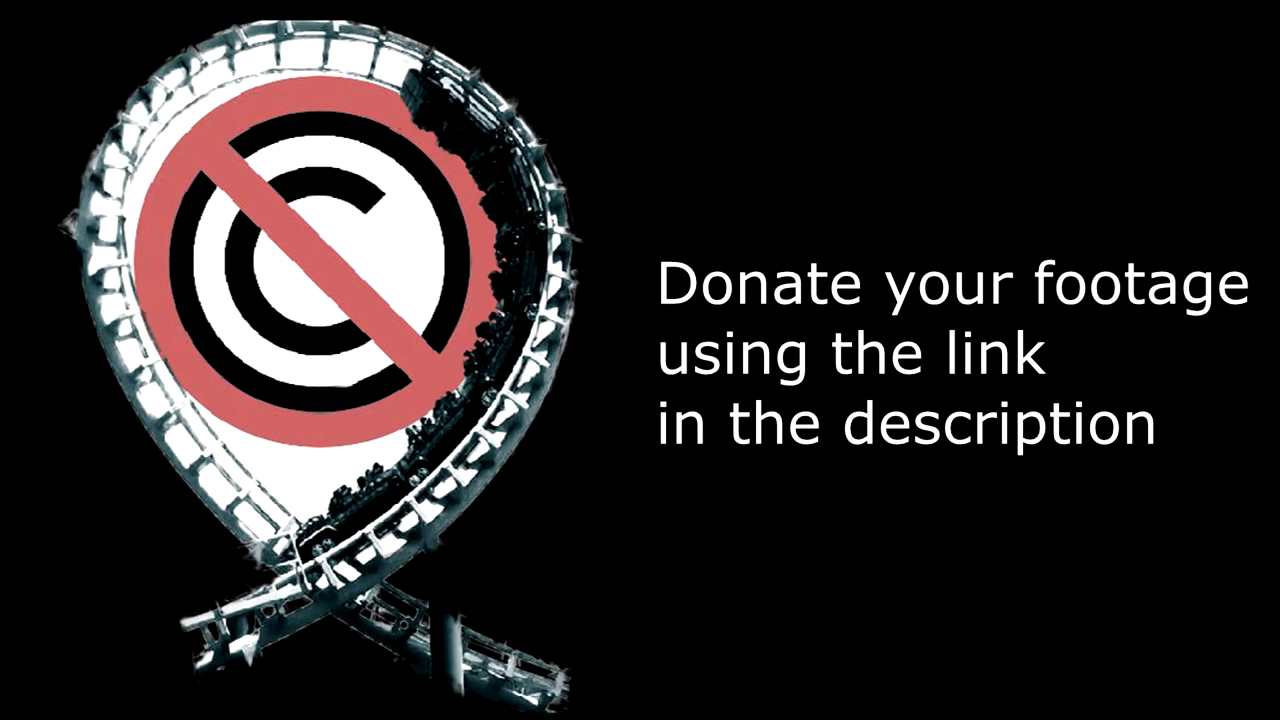 Donate your footage
using the link
in the description